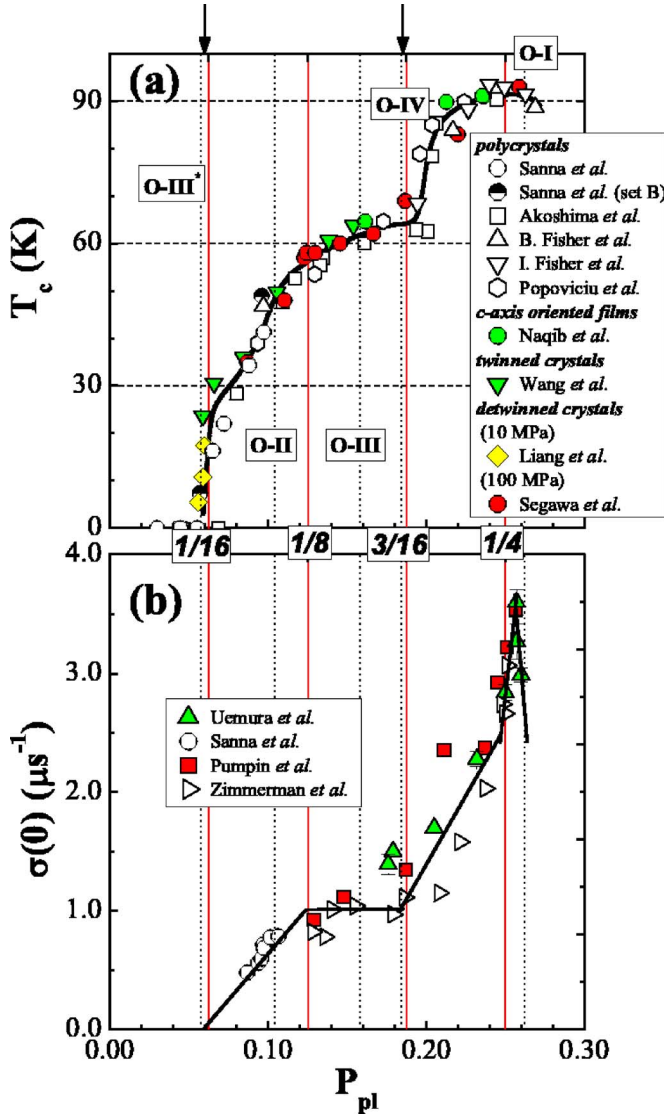 (a)
O-I
O-IV
O-III*
O-II
O-III
90
60
30
0
T_c (K)
polycrystals
Sanna et al.
Sanna et al. (set B)
Akoshima et al.
B. Fisher et al.
I. Fisher et al.
Popoviciu et al.
c-axis oriented films
Naqib et al.
twinned crystals
Wang et al.
detwinned crystals
(10 MPa)
Liang et al.
(100 MPa)
Segawa et al.
1/16 1/8 3/16 1/4
(b)
4.0
3.0
2.0
1.0
0.0
σ(0) (μs⁻¹)
Uemura et al.
Sanna et al.
Pumpin et al.
Zimmerman et al.
0.00 0.10 0.20 0.30
P_pl